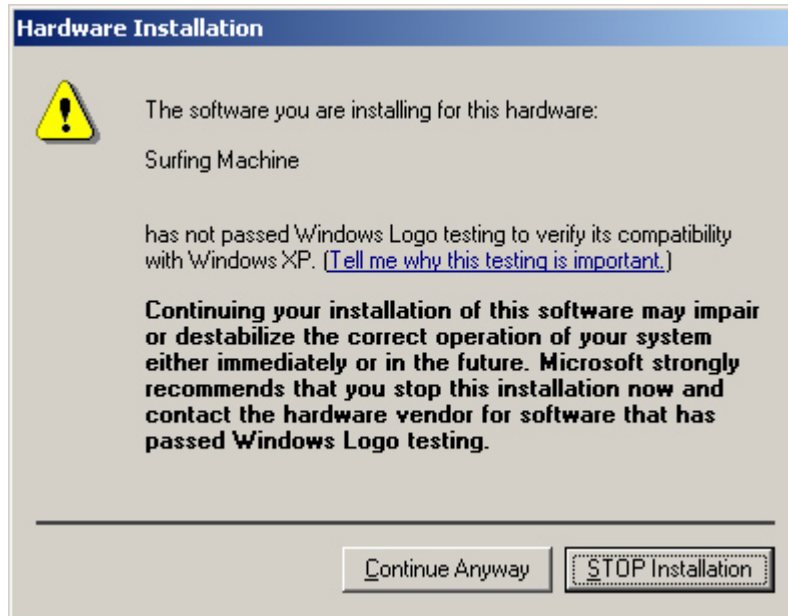 Hardware Installation
The software you are installing for this hardware:
Surfing Machine
has not passed Windows Logo testing to verify its compatibility
with Windows XP. (Tell me why this testing is important.)
Continuing your installation of this software may impair
or destabilize the correct operation of your system
either immediately or in the future. Microsoft strongly
recommends that you stop this installation now and
contact the hardware vendor for software that has
passed Windows Logo testing.
Continue Anyway
STOP Installation